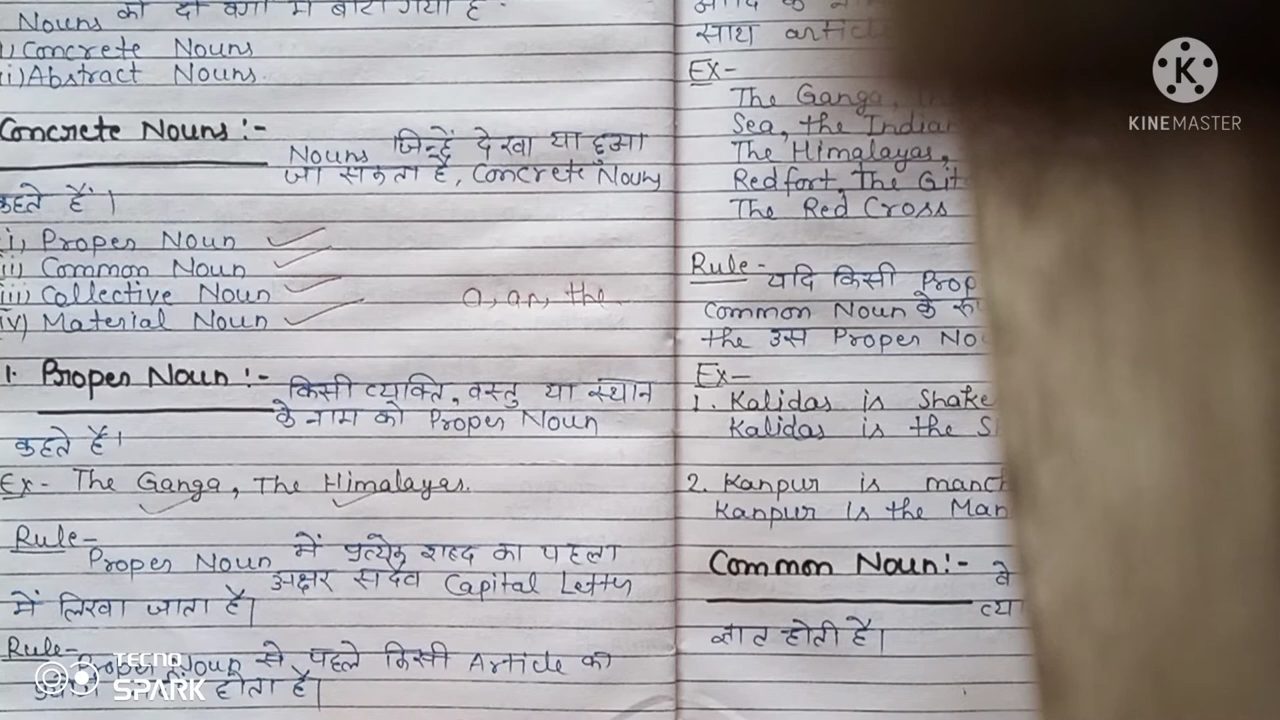 Nouns को दो वर्गों में बाँटा गया है
i) Concrete Nouns
ii) Abstract Nouns.
Concrete Nouns :-
Nouns जिन्हें देखा या छुआ
जा सकता है, Concrete Nouns
कहते हैं।
i) Proper Noun
ii) Common Noun
iii) Collective Noun
iv) Material Noun
a, an, the
1. Proper Noun :-
किसी व्यक्ति, वस्तु या स्थान
के नाम को Proper Noun
कहते हैं।
Ex- The Ganga, The Himalayas.
Rule-
Proper Noun में प्रत्येक शब्द का पहला
अक्षर सदैव Capital Letter
में लिखा जाता है।
Rule-
Proper Noun से पहले किसी Article का
होता है।
साथ
Ex-
The Ganga,
Sea, the Indian
The Himalayas,
Redfort, The
The Red Cross
Rule-
यदि किसी
Common Noun के
the उस Proper
Ex-
1. Kalidas is
Kalidas is the
2. Kanpur is
Kanpur is the
Common Noun:-
ज्ञात होती है।
TECNO
SPARK
KINEMASTER